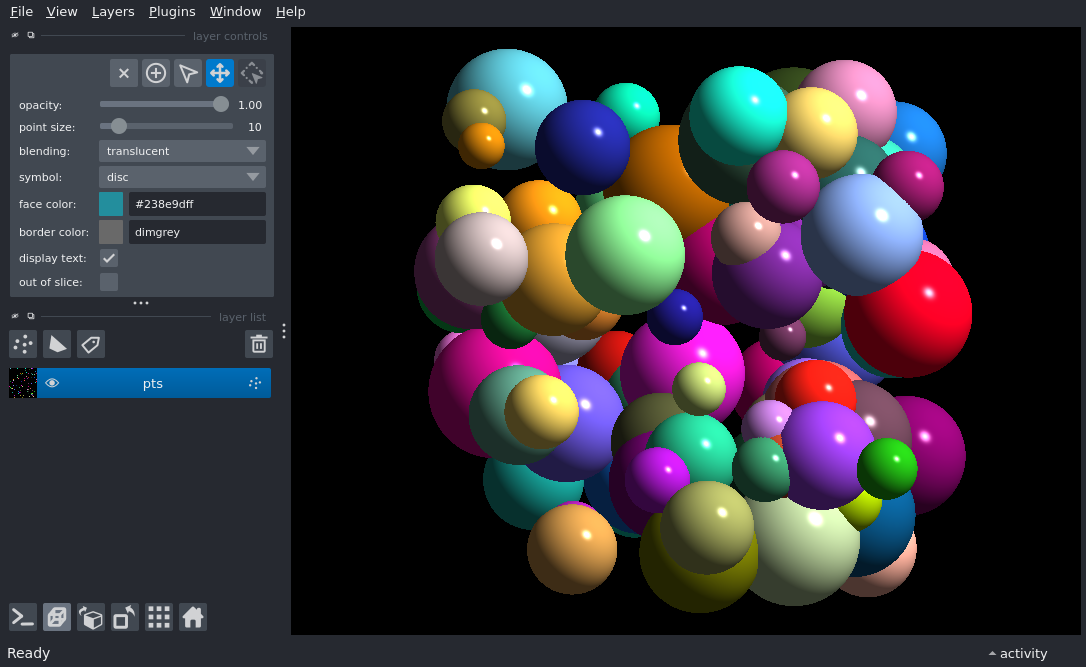 File View Layers Plugins Window Help
layer controls
opacity: 1.00
point size: 10
blending: translucent
symbol: disc
face color: #238e9dff
border color: dimgrey
display text:
out of slice:
layer list
pts
Ready
activity